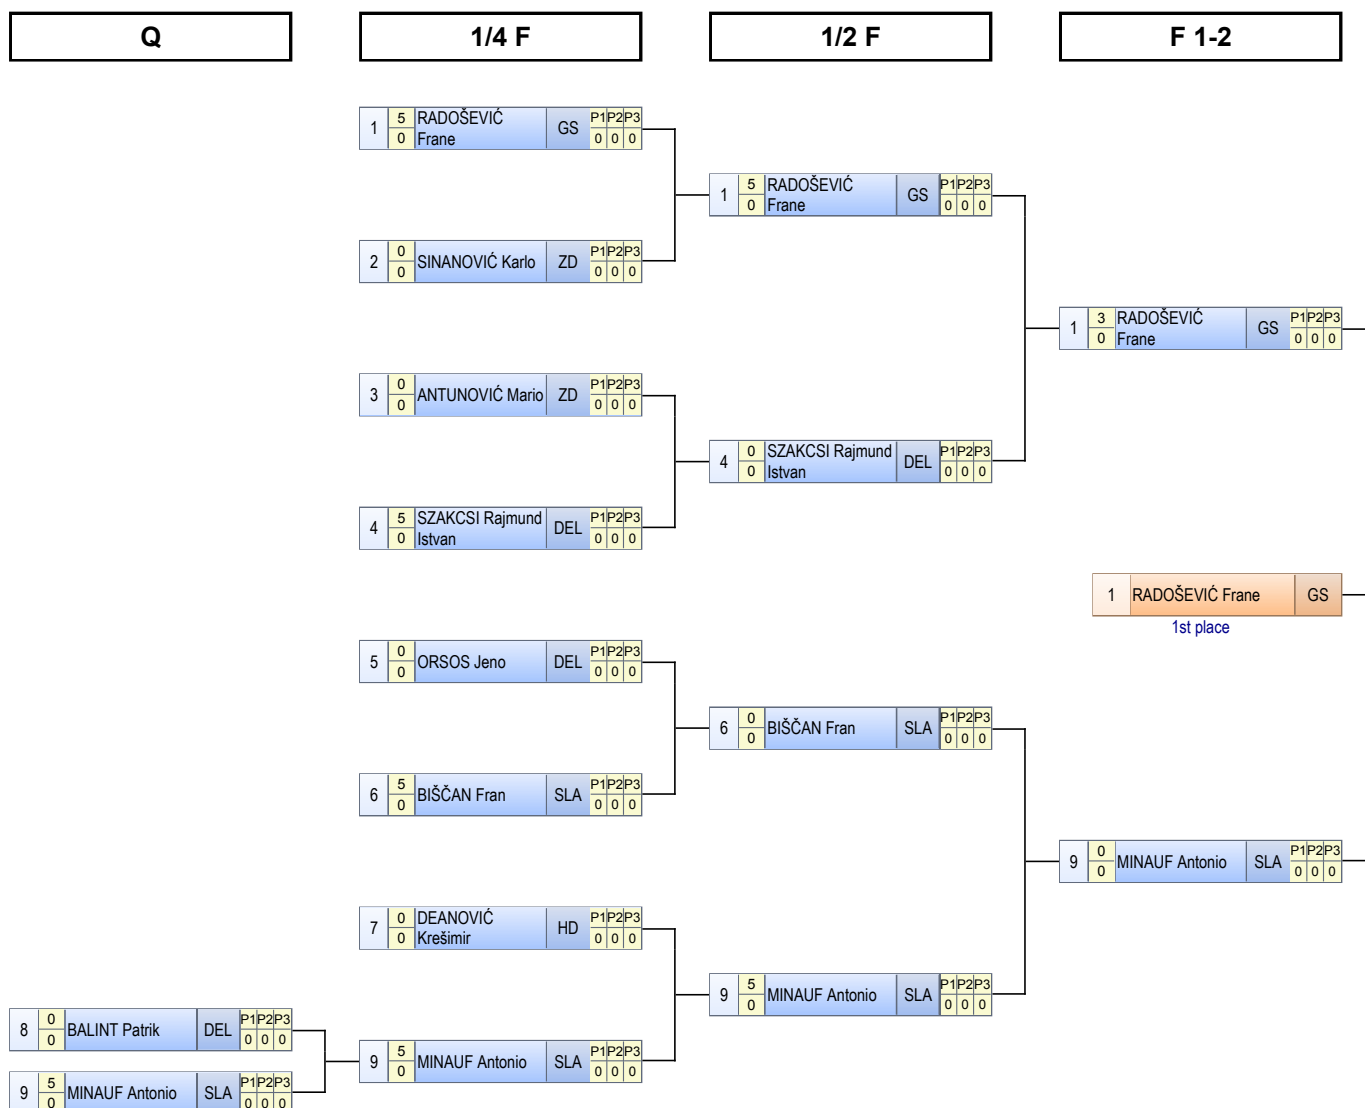 Q
1/4 F
1/2 F
F 1-2
1 5 RADOŠEVIĆ GS P1 P2 P3
0 Frane 0 0 0
1 5 RADOŠEVIĆ GS P1 P2 P3
0 Frane 0 0 0
2 0 SINANOVIĆ Karlo ZD P1 P2 P3
0 0 0 0
1 3 RADOŠEVIĆ GS P1 P2 P3
0 Frane 0 0 0
3 0 ANTUNOVIĆ Mario ZD P1 P2 P3
0 0 0 0
4 0 SZAKCSI Rajmund DEL P1 P2 P3
0 Istvan 0 0 0
4 5 SZAKCSI Rajmund DEL P1 P2 P3
0 Istvan 0 0 0
1 RADOŠEVIĆ Frane GS
1st place
5 0 ORSOS Jeno DEL P1 P2 P3
0 0 0 0
6 0 BIŠČAN Fran SLA P1 P2 P3
0 0 0 0
6 5 BIŠČAN Fran SLA P1 P2 P3
0 0 0 0
9 0 MINAUF Antonio SLA P1 P2 P3
0 0 0 0
7 0 DEANOVIĆ HD P1 P2 P3
0 Krešimir 0 0 0
9 5 MINAUF Antonio SLA P1 P2 P3
0 0 0 0
8 0 BALINT Patrik DEL P1 P2 P3
0 0 0 0
9 5 MINAUF Antonio SLA P1 P2 P3
0 0 0 0
9 5 MINAUF Antonio SLA P1 P2 P3
0 0 0 0